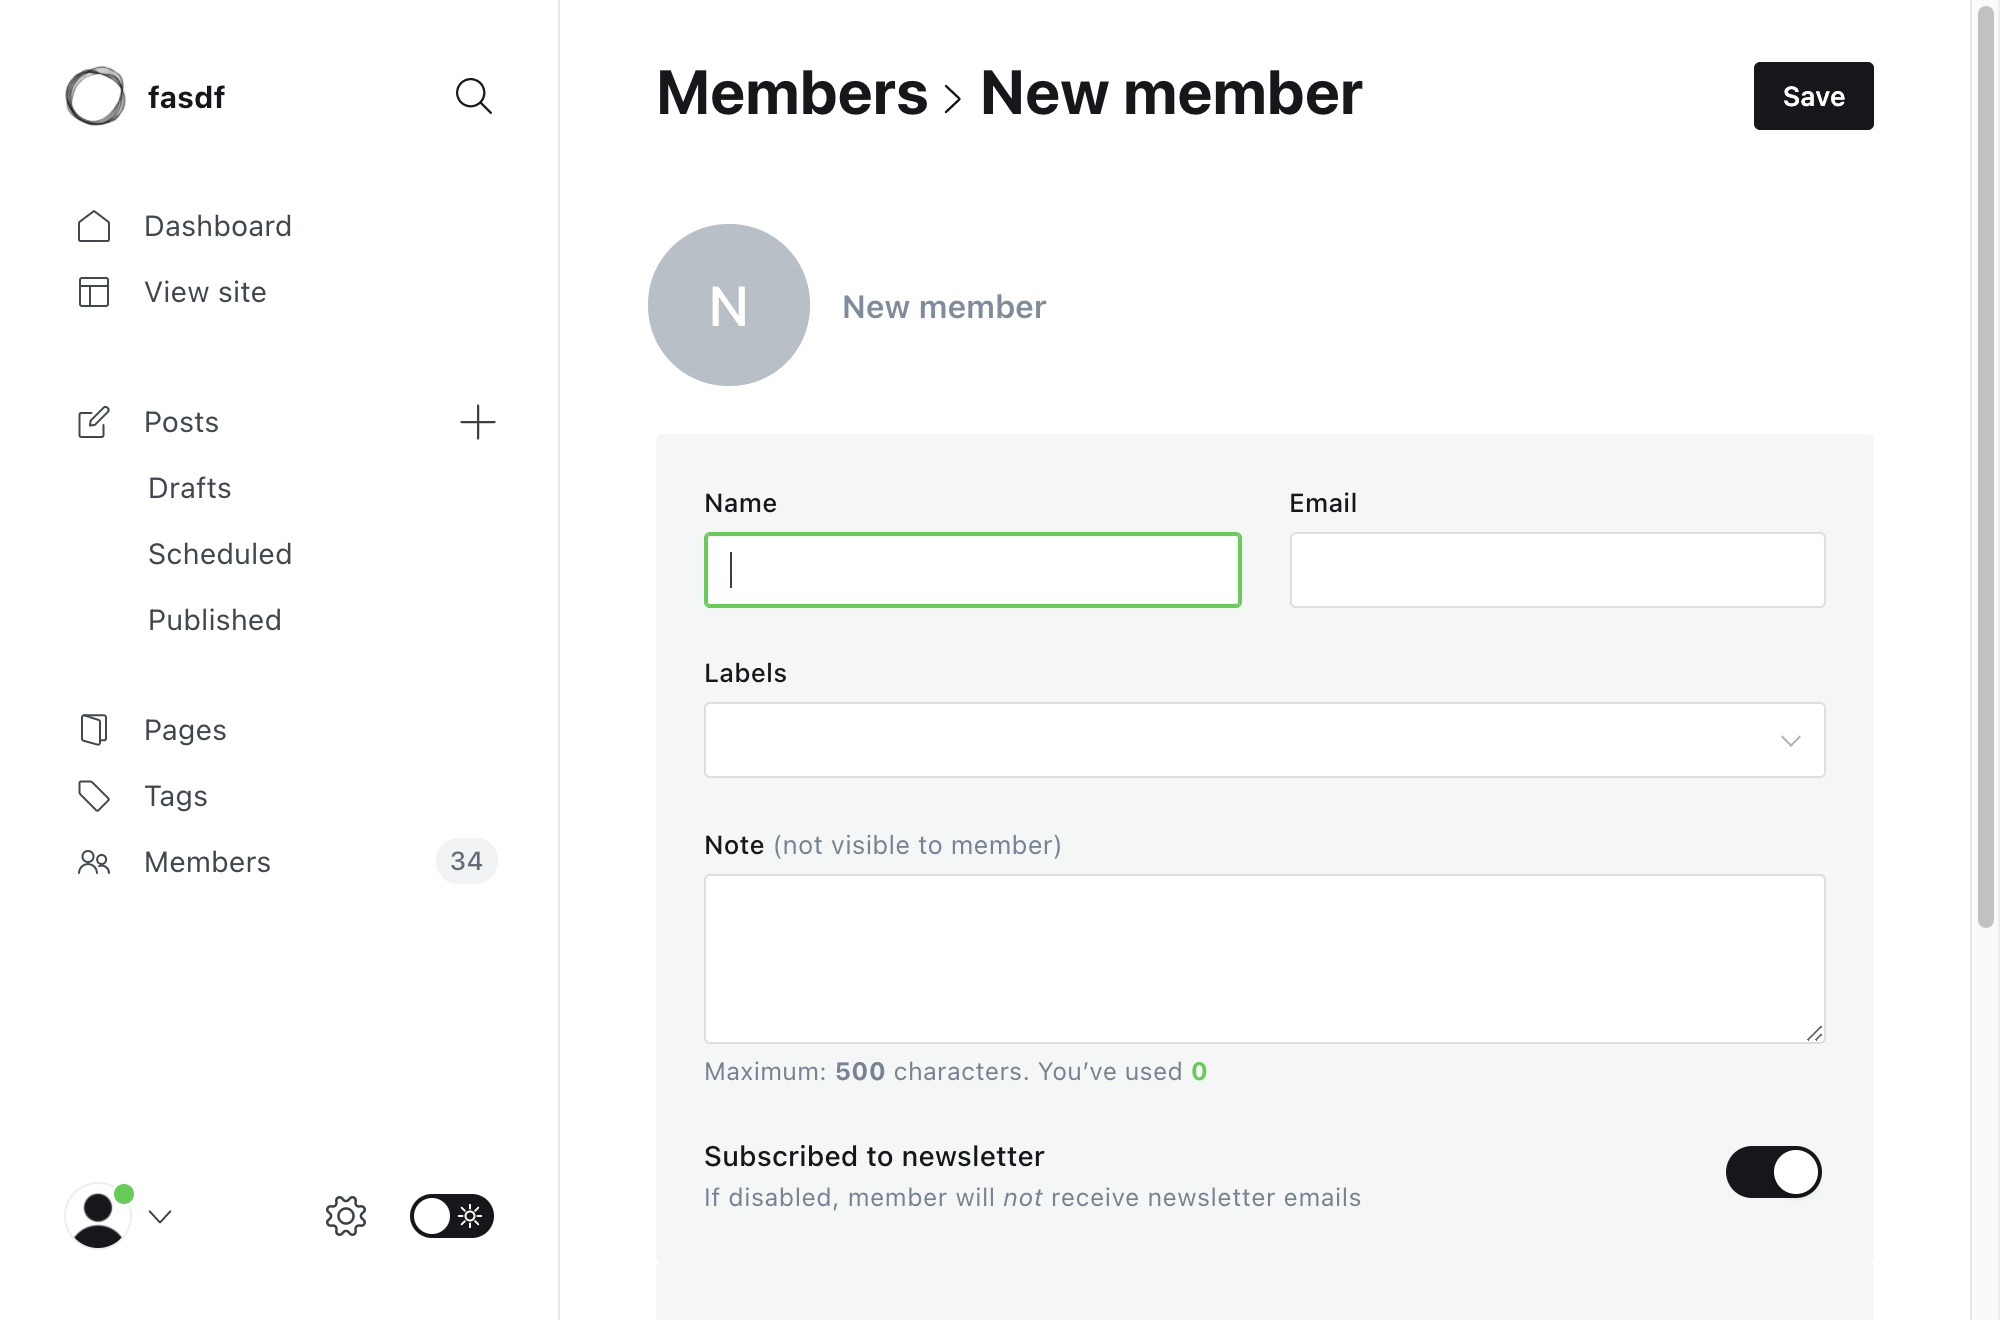 fasdf
Dashboard
View site
Posts
Drafts
Scheduled
Published
Pages
Tags
Members 34
Members › New member
Save
N
New member
Name
Email
Labels
Note (not visible to member)
Maximum: 500 characters. You’ve used 0
Subscribed to newsletter
If disabled, member will not receive newsletter emails